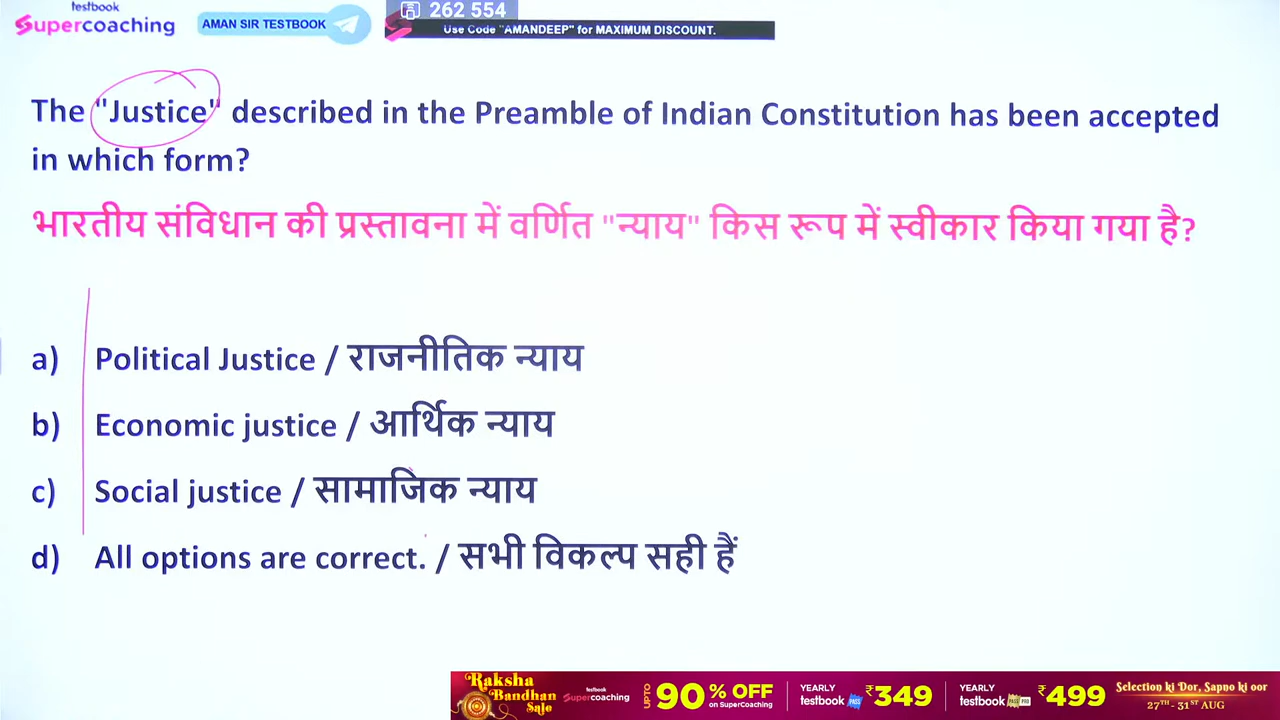 testbook
Supercoaching
AMAN SIR TESTBOOK
262 554
Use Code "AMANDEEP" for MAXIMUM DISCOUNT.
The "Justice" described in the Preamble of Indian Constitution has been accepted
in which form?
भारतीय संविधान की प्रस्तावना में वर्णित "न्याय" किस रूप में स्वीकार किया गया है?
a) Political Justice / राजनीतिक न्याय
b) Economic justice / आर्थिक न्याय
c) Social justice / सामाजिक न्याय
d) All options are correct. / सभी विकल्प सही हैं
Raksha Bandhan Sale
testbook Supercoaching
UPTO 90% OFF on SuperCoaching
YEARLY testbook PASS ₹349
YEARLY testbook PASS PRO ₹499
Selection ki Dor, Sapno ki oor
27TH - 31ST AUG